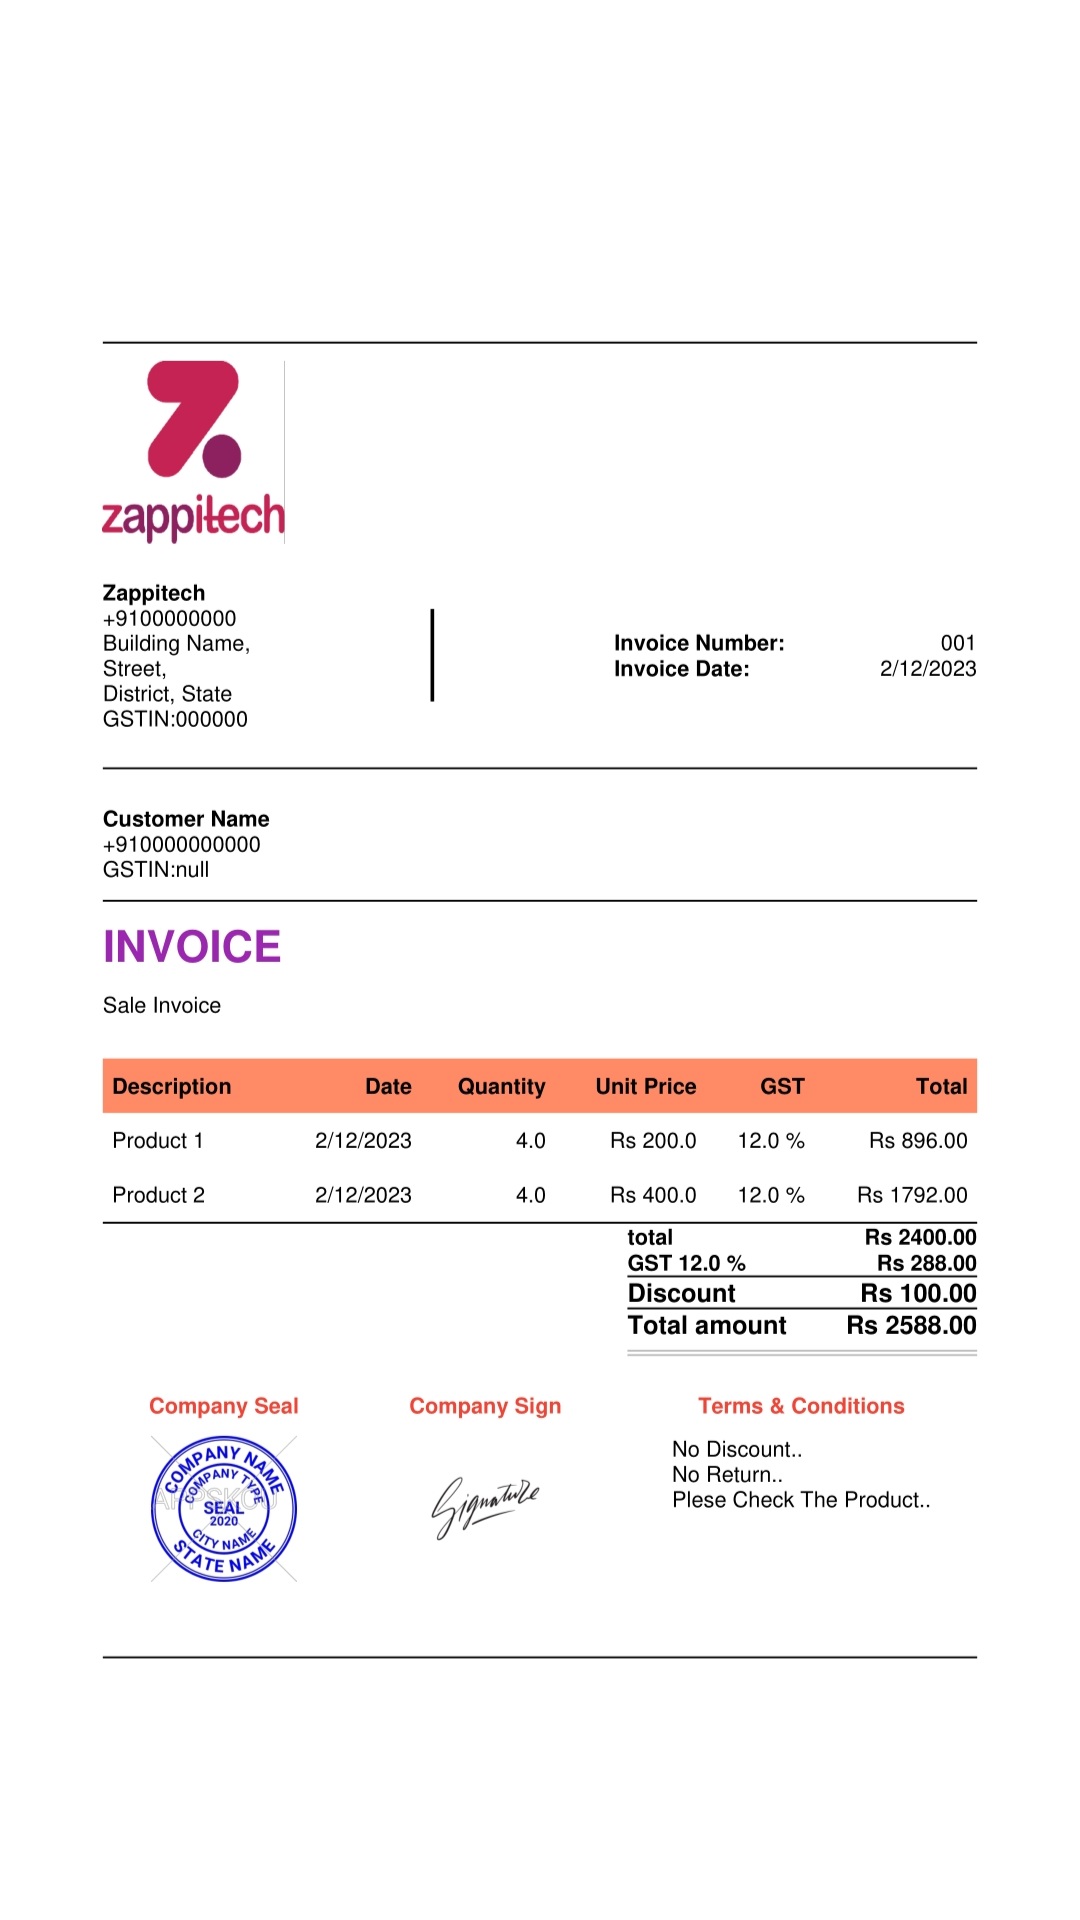 zappitech
Zappitech
+9100000000
Building Name,
Street,
District, State
GSTIN:000000
Invoice Number: 001
Invoice Date: 2/12/2023
Customer Name
+910000000000
GSTIN:null
INVOICE
Sale Invoice
Description Date Quantity Unit Price GST Total
Product 1 2/12/2023 4.0 Rs 200.0 12.0 % Rs 896.00
Product 2 2/12/2023 4.0 Rs 400.0 12.0 % Rs 1792.00
total Rs 2400.00
GST 12.0 % Rs 288.00
Discount Rs 100.00
Total amount Rs 2588.00
Company Seal Company Sign Terms & Conditions
COMPANY NAME
COMPANY TYPE
SEAL
2020
CITY NAME
STATE NAME
Signature
No Discount..
No Return..
Plese Check The Product..